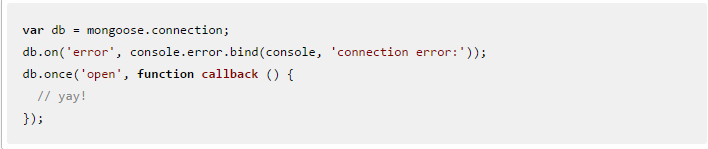 var db = mongoose.connection;
db.on('error', console.error.bind(console, 'connection error:'));
db.once('open', function callback () {
  // yay!
});